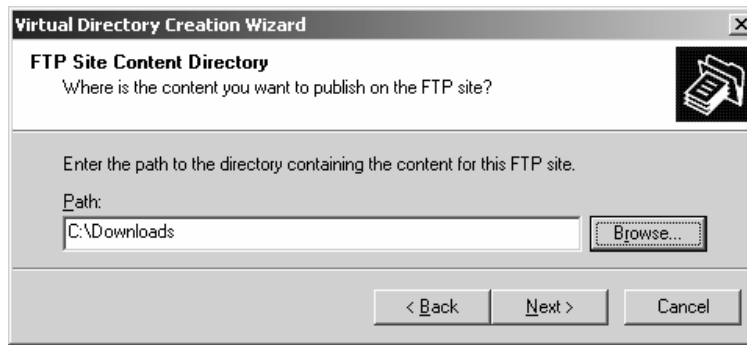 Virtual Directory Creation Wizard
FTP Site Content Directory
Where is the content you want to publish on the FTP site?
Enter the path to the directory containing the content for this FTP site.
Path:
C:\Downloads
Browse...
< Back Next > Cancel